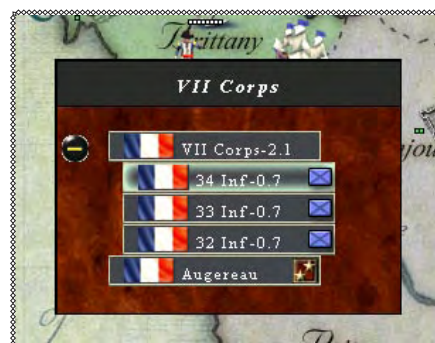 Brittany
VII Corps
VII Corps-2.1
34 Inf-0.7
33 Inf-0.7
32 Inf-0.7
Augereau